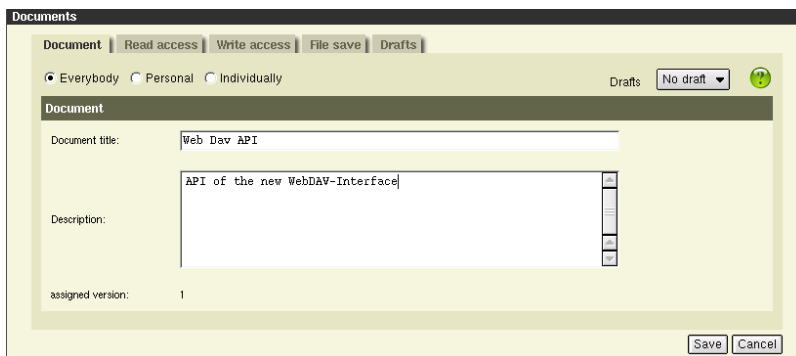 Documents
Document Read access Write access File save Drafts
Everybody Personal Individually Drafts No draft ?
Document
Document title: Web Dav API
API of the new WebDAV-Interface
Description:
assigned version: 1
Save Cancel